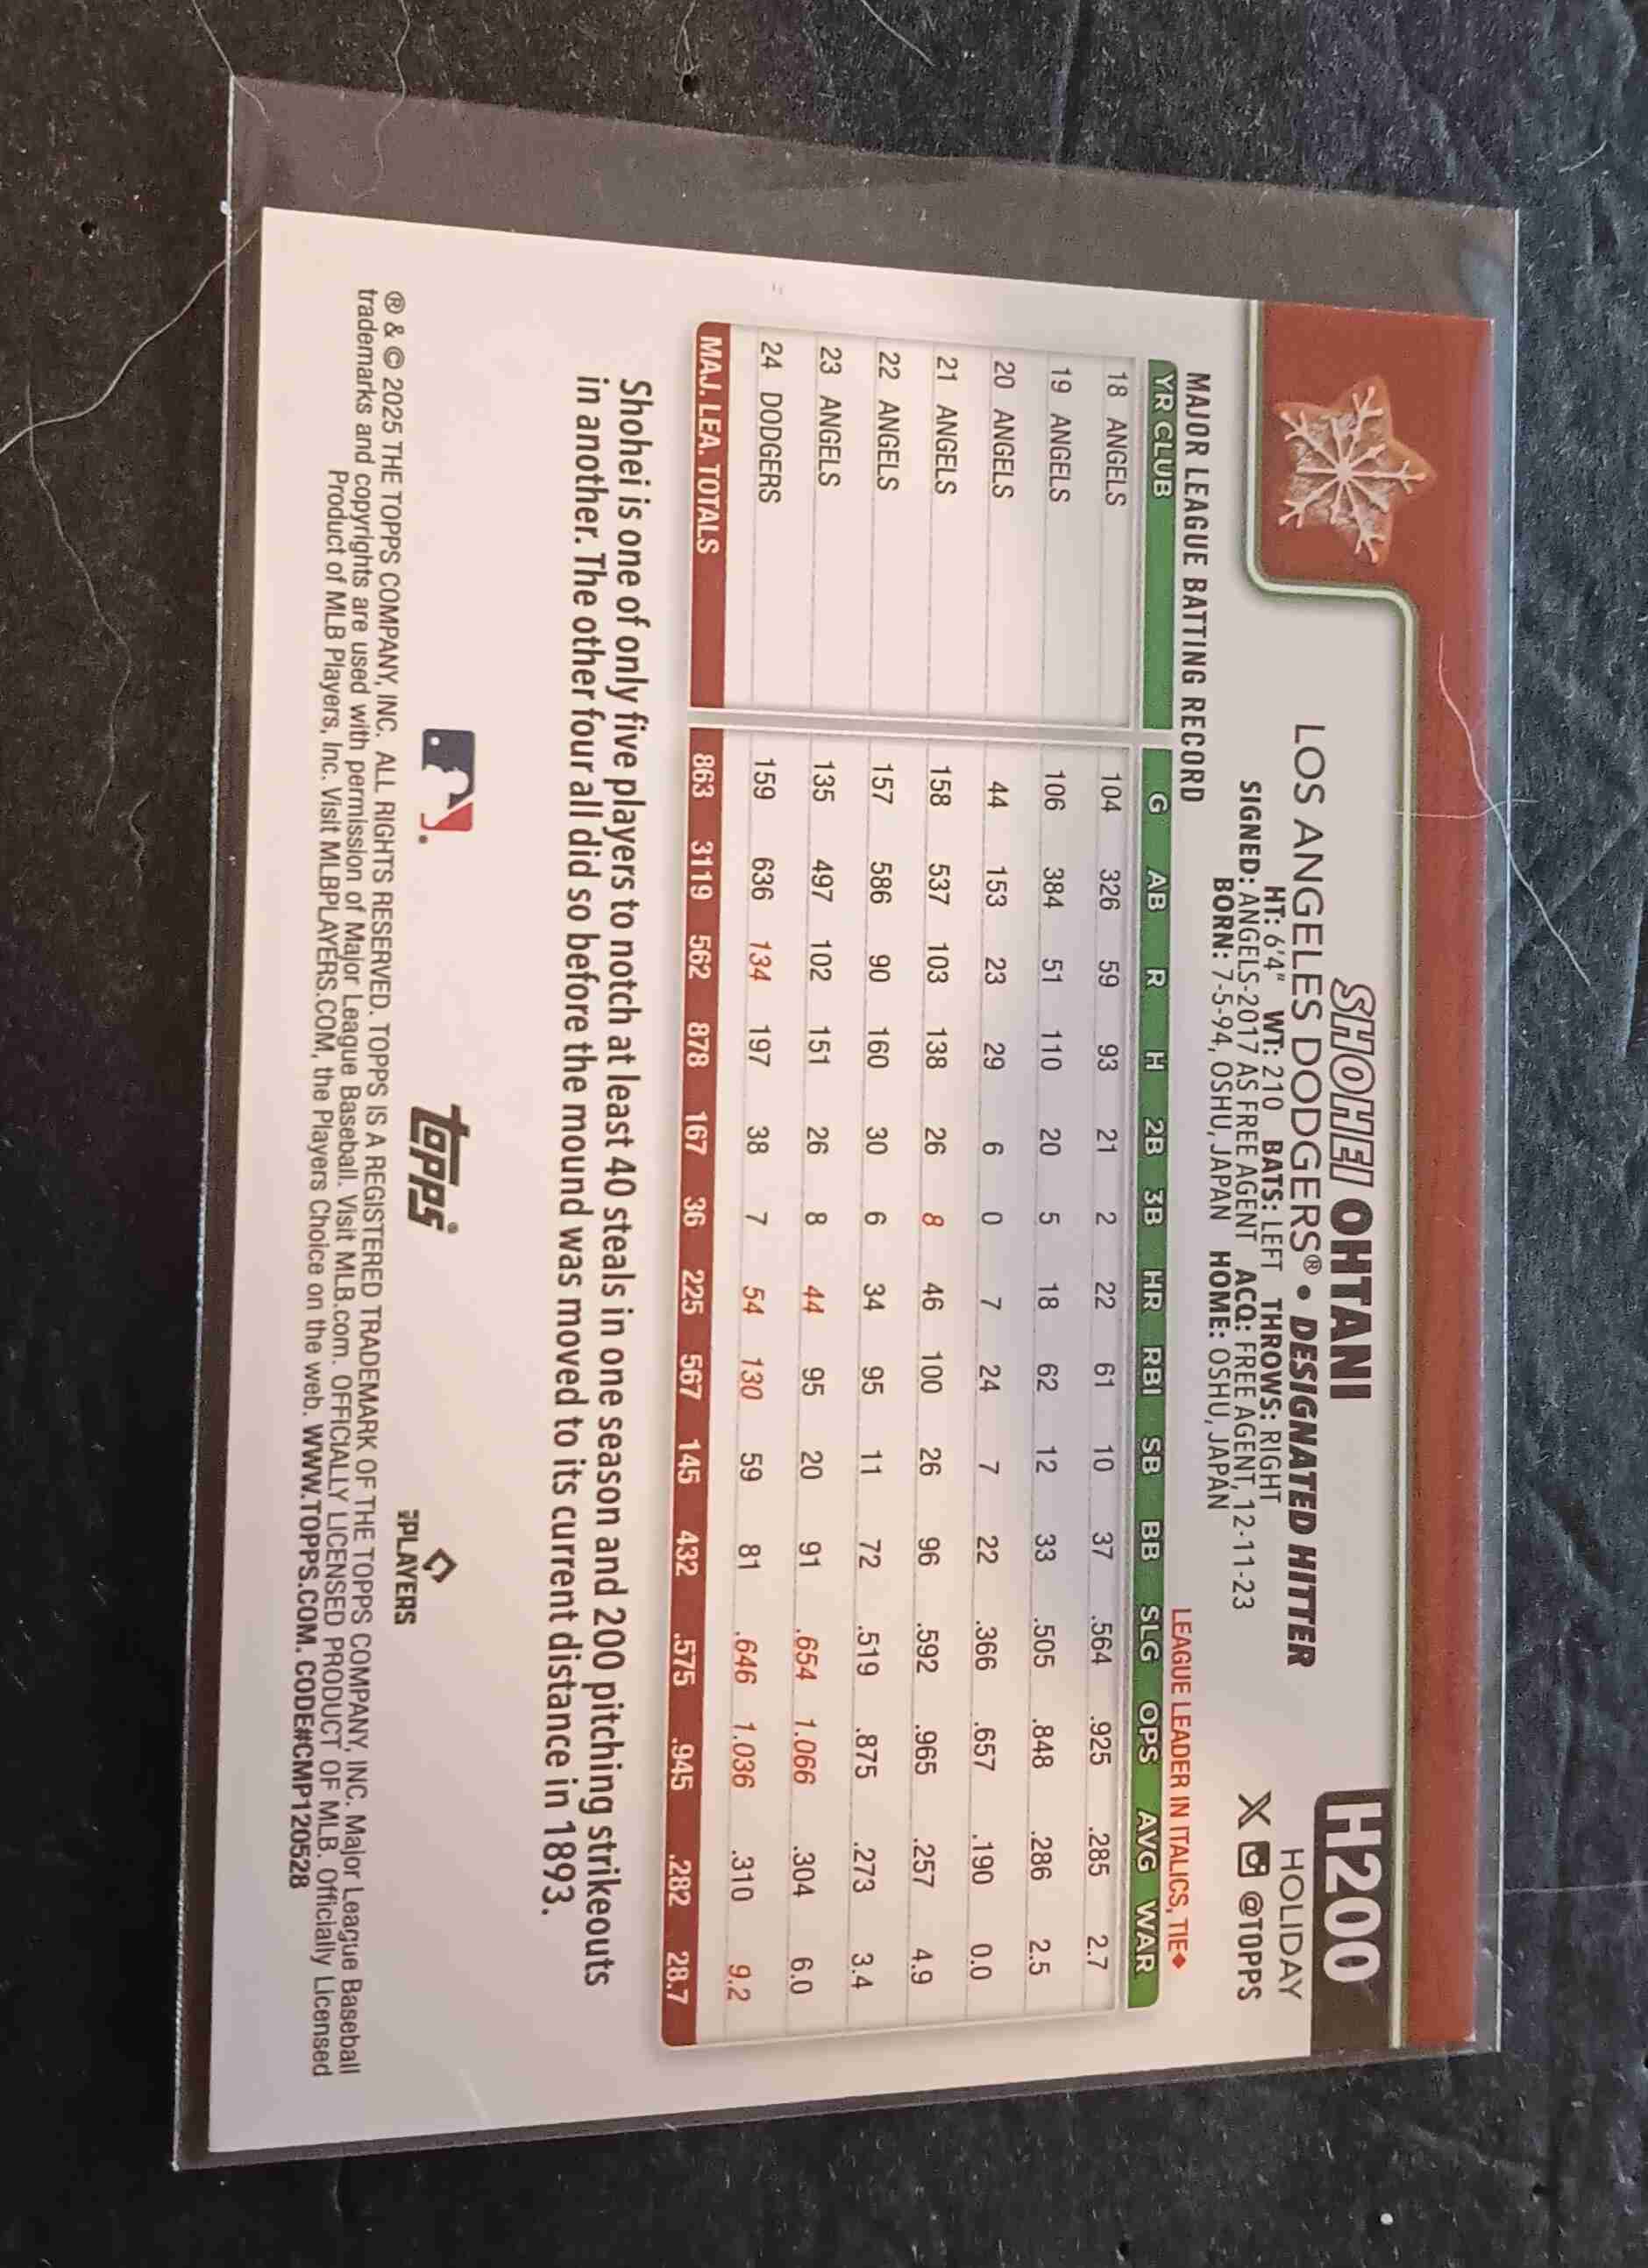 H200
SHOHEI OHTANI
HOLIDAY
LOS ANGELES DODGERS® • DESIGNATED HITTER
X @TOPPS
HT: 6'4" WT: 210 BATS: LEFT THROWS: RIGHT
SIGNED: ANGELS-2017 AS FREE AGENT ACQ: FREE AGENT, 12-11-23
BORN: 7-5-94, OSHU, JAPAN HOME: OSHU, JAPAN
MAJOR LEAGUE BATTING RECORD LEAGUE LEADER IN ITALICS, TIE◆
YR CLUB G AB R H 2B 3B HR RBI SB BB SLG OPS AVG WAR
18 ANGELS 104 326 59 93 21 2 22 61 10 37 .564 .925 .285 2.7
19 ANGELS 106 384 51 110 20 5 18 62 12 33 .505 .848 .286 2.5
20 ANGELS 44 153 23 29 6 0 7 24 7 22 .366 .657 .190 0.0
21 ANGELS 158 537 103 138 26 8 46 100 26 96 .592 .965 .257 4.9
22 ANGELS 157 586 90 160 30 6 34 95 11 72 .519 .875 .273 3.4
23 ANGELS 135 497 102 151 26 8 44 95 20 91 .654 1.066 .304 6.0
24 DODGERS 159 636 134 197 38 7 54 130 59 81 .646 1.036 .310 9.2
MAJ. LEA. TOTALS 863 3119 562 878 167 36 225 567 145 432 .575 .945 .282 28.7
Shohei is one of only five players to notch at least 40 steals in one season and 200 pitching strikeouts
in another. The other four all did so before the mound was moved to its current distance in 1893.
topps®
PLAYERS
® & © 2025 THE TOPPS COMPANY, INC. ALL RIGHTS RESERVED. TOPPS IS A REGISTERED TRADEMARK OF THE TOPPS COMPANY, INC. Major League Baseball
trademarks and copyrights are used with permission of Major League Baseball. Visit MLB.com. OFFICIALLY LICENSED PRODUCT OF MLB. Officially Licensed
Product of MLB Players, Inc. Visit MLBPLAYERS.COM, the Players Choice on the web. WWW.TOPPS.COM. CODE#CMP120528